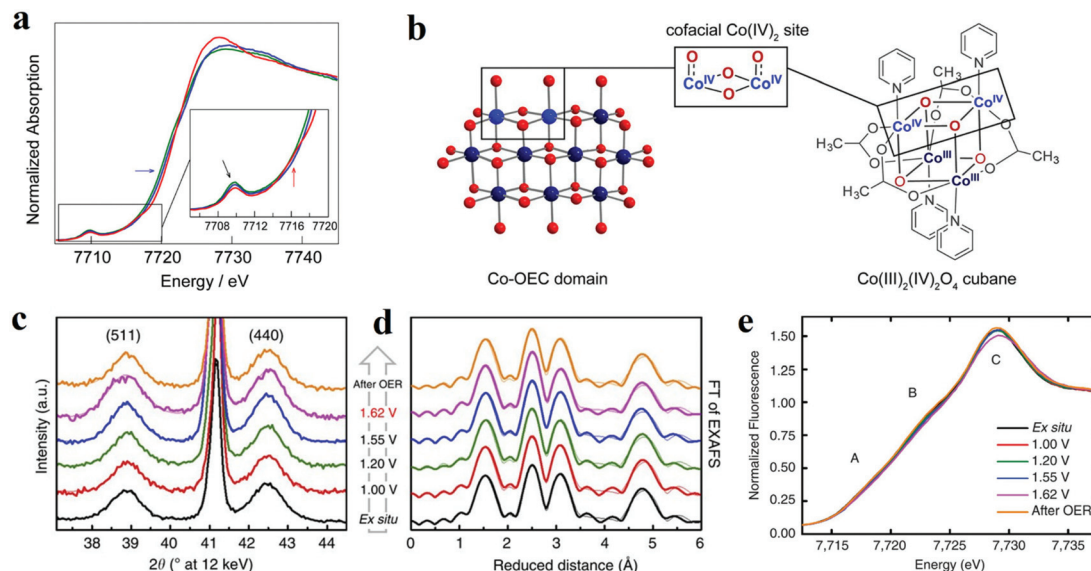 a
Normalized Absorption
7708 7712 7716 7720
7710 7720 7730 7740
Energy / eV
b
cofacial Co(IV)₂ site
O O
Co^IV O Co^IV
O
Co-OEC domain
N N
CH₃
O O O Co^IV O
Co^IV O
H₃C O Co^III O O CH₃
O Co^III
H₃C O O
N N
Co(III)₂(IV)₂O₄ cubane
c
(511) (440)
Intensity (a.u.)
38 39 40 41 42 43 44
2θ (° at 12 keV)
After OER
1.62 V
1.55 V
1.20 V
1.00 V
Ex situ
d
FT of EXAFS
0 1 2 3 4 5 6
Reduced distance (Å)
e
Normalized Fluorescence
1.50
1.25
1.00
0.75
0.50
0.25
0.00
A
B
C
Ex situ
1.00 V
1.20 V
1.55 V
1.62 V
After OER
7,715 7,720 7,725 7,730 7,735
Energy (eV)